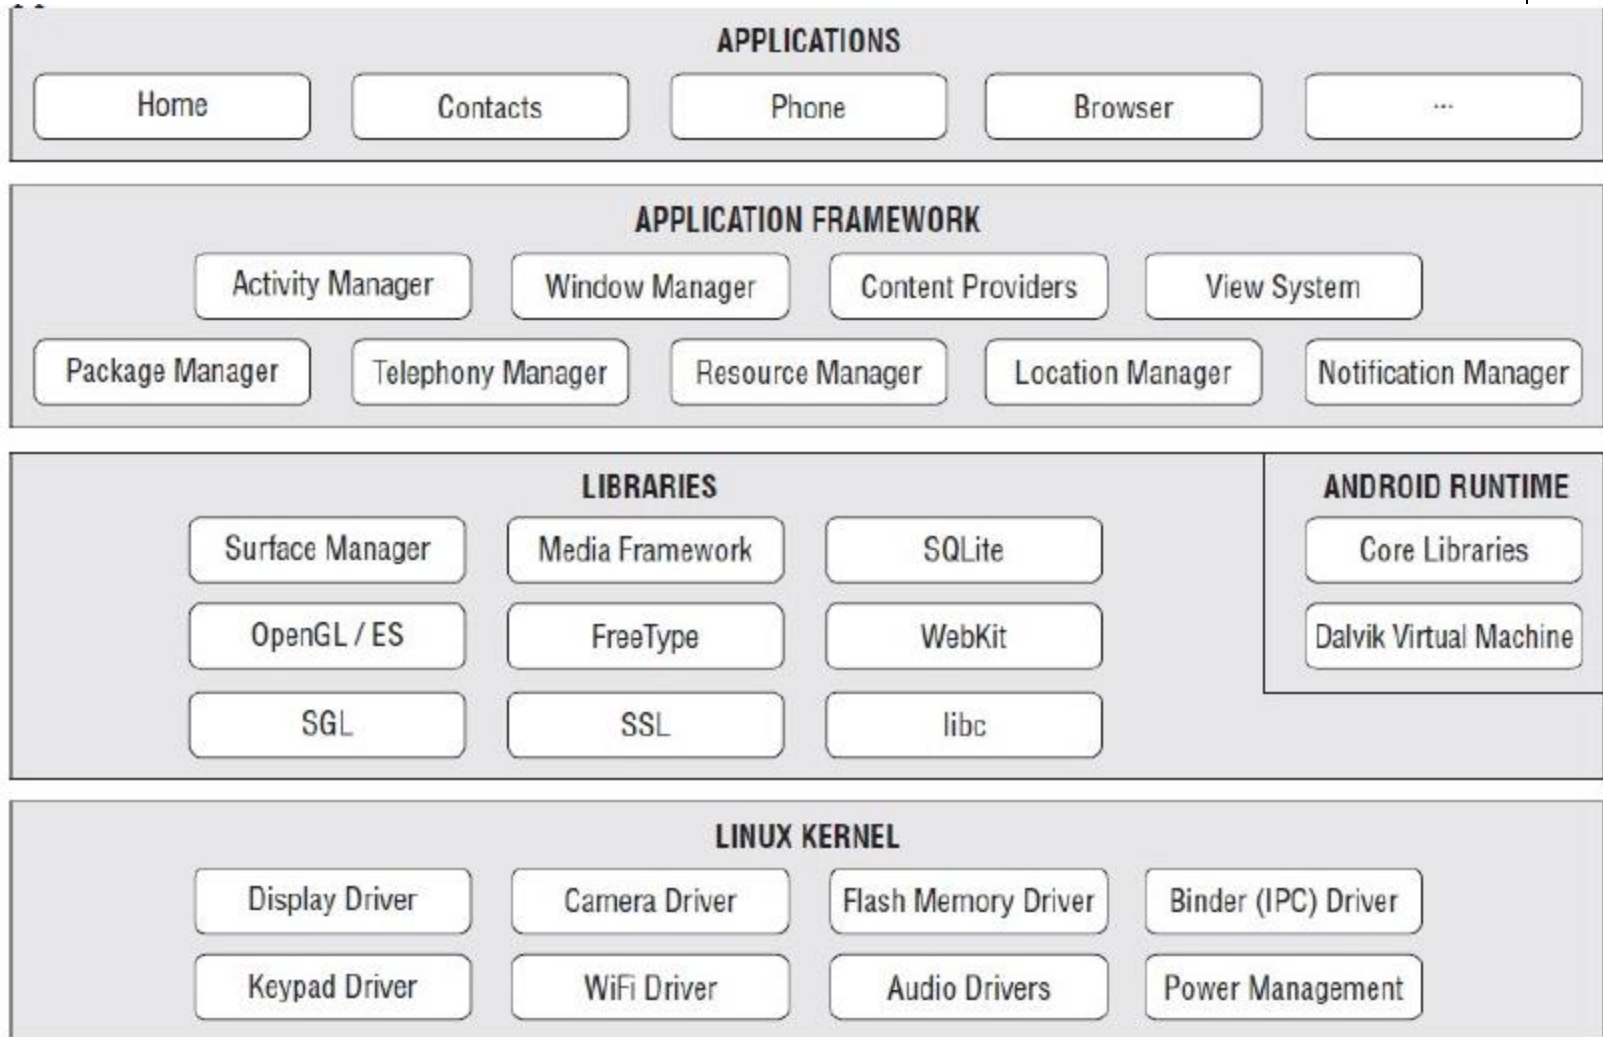 APPLICATIONS
Home
Contacts
Phone
Browser
...
APPLICATION FRAMEWORK
Activity Manager
Window Manager
Content Providers
View System
Package Manager
Telephony Manager
Resource Manager
Location Manager
Notification Manager
LIBRARIES
Surface Manager
Media Framework
SQLite
OpenGL / ES
FreeType
WebKit
SGL
SSL
libc
ANDROID RUNTIME
Core Libraries
Dalvik Virtual Machine
LINUX KERNEL
Display Driver
Camera Driver
Flash Memory Driver
Binder (IPC) Driver
Keypad Driver
WiFi Driver
Audio Drivers
Power Management